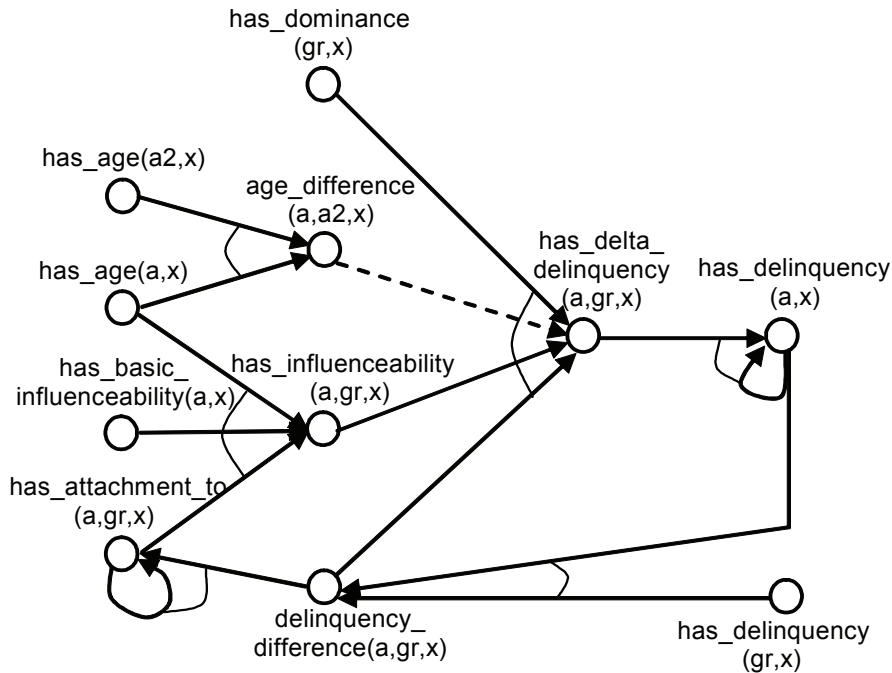 has_dominance
(gr,x)
has_age(a2,x)
age_difference
(a,a2,x)
has_age(a,x)
has_delta_
delinquency
(a,gr,x)
has_delinquency
(a,x)
has_basic_
influenceability(a,x)
has_influenceability
(a,gr,x)
has_attachment_to
(a,gr,x)
delinquency_
difference(a,gr,x)
has_delinquency
(gr,x)